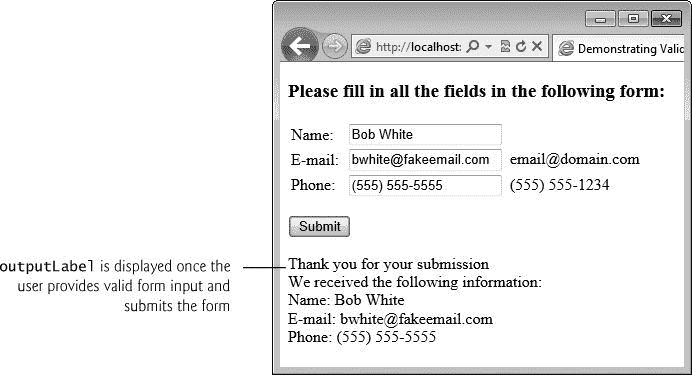 http://localhost:
Demonstrating Valid
Please fill in all the fields in the following form:
Name: Bob White
E-mail: bwhite@fakeemail.com email@domain.com
Phone: (555) 555-5555 (555) 555-1234
Submit
outputLabel is displayed once the
user provides valid form input and
submits the form
Thank you for your submission
We received the following information:
Name: Bob White
E-mail: bwhite@fakeemail.com
Phone: (555) 555-5555